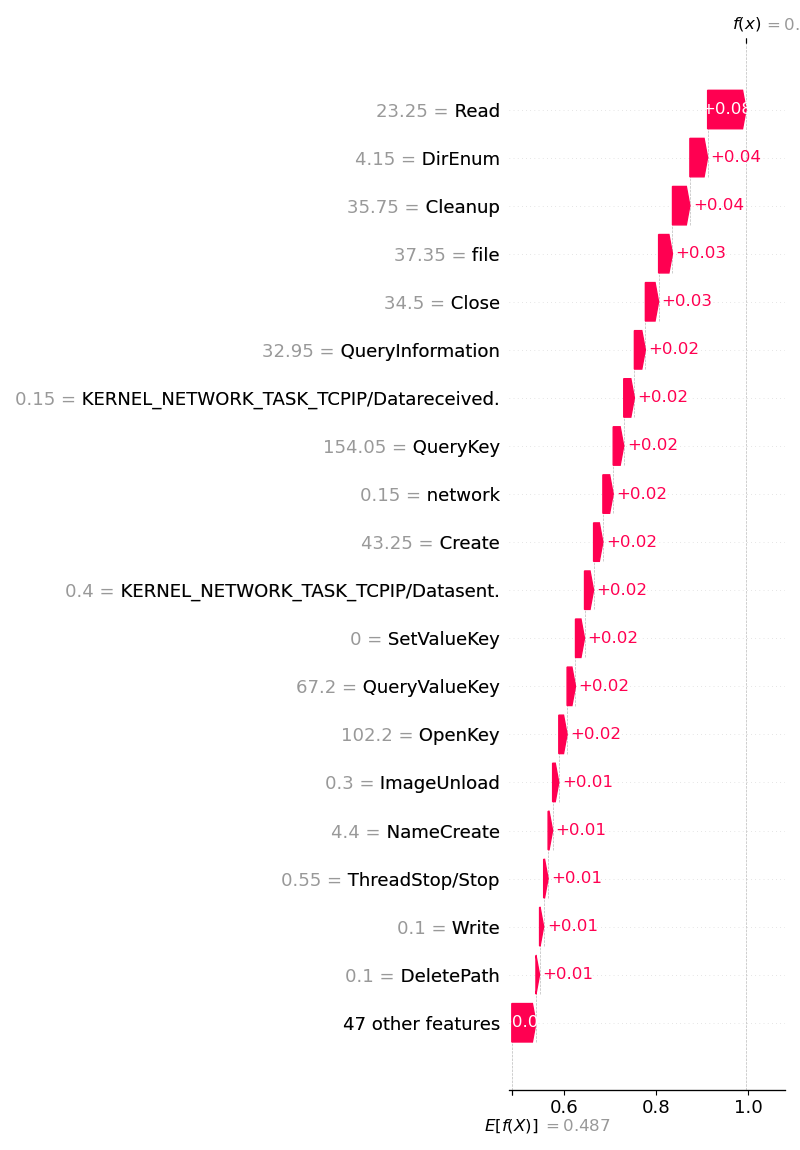 f(x) = 0.
23.25 = Read +0.08
4.15 = DirEnum +0.04
35.75 = Cleanup +0.04
37.35 = file +0.03
34.5 = Close +0.03
32.95 = QueryInformation +0.02
0.15 = KERNEL_NETWORK_TASK_TCPIP/Datareceived. +0.02
154.05 = QueryKey +0.02
0.15 = network +0.02
43.25 = Create +0.02
0.4 = KERNEL_NETWORK_TASK_TCPIP/Datasent. +0.02
0 = SetValueKey +0.02
67.2 = QueryValueKey +0.02
102.2 = OpenKey +0.02
0.3 = ImageUnload +0.01
4.4 = NameCreate +0.01
0.55 = ThreadStop/Stop +0.01
0.1 = Write +0.01
0.1 = DeletePath +0.01
47 other features
0.6 0.8 1.0
E[f(X)] = 0.487